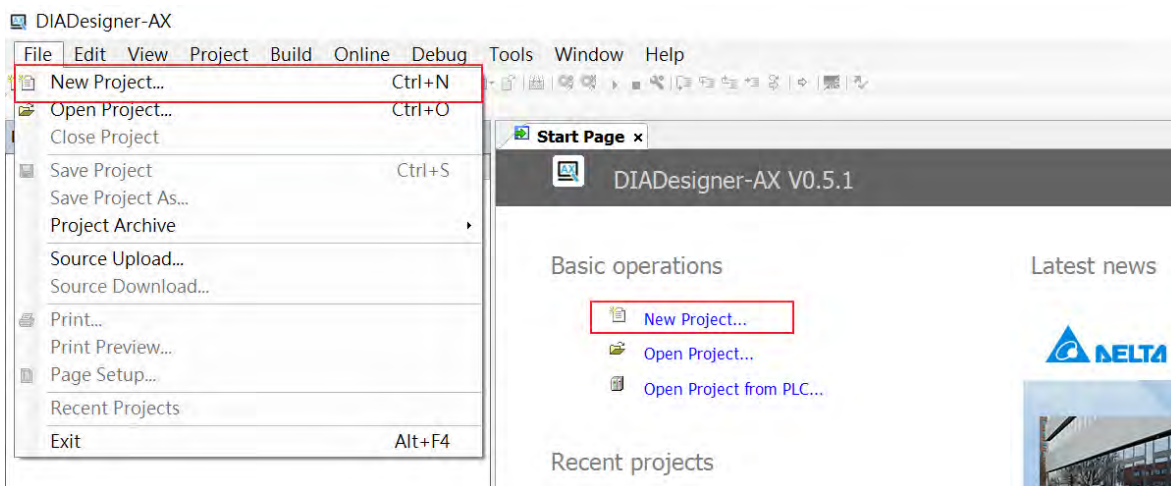 DIADesigner-AX
File Edit View Project Build Online Debug Tools Window Help
New Project... Ctrl+N
Open Project... Ctrl+O
Close Project
Save Project Ctrl+S
Save Project As...
Project Archive
Source Upload...
Source Download...
Print...
Print Preview...
Page Setup...
Recent Projects
Exit Alt+F4
Start Page x
DIADesigner-AX V0.5.1
Basic operations
New Project...
Open Project...
Open Project from PLC...
Recent projects
Latest news
DELTA